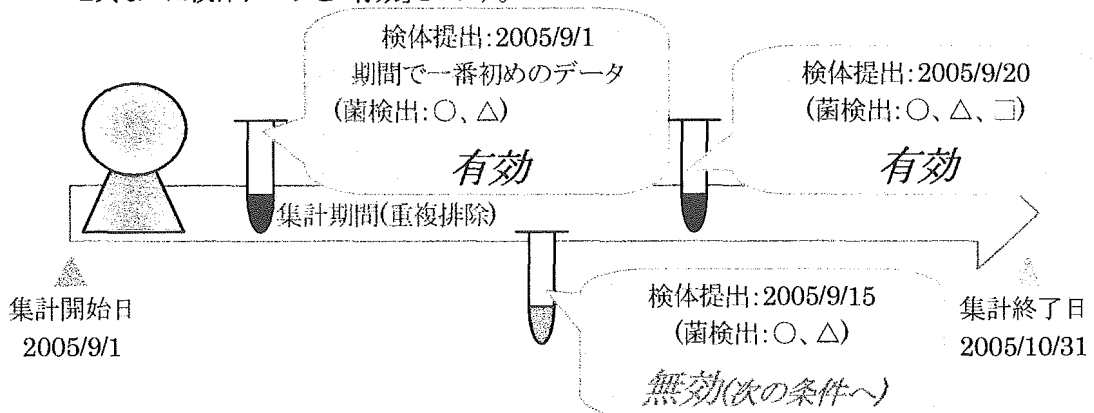 検体提出:2005/9/1
期間で一番初めのデータ
(菌検出:○、△)
有効
検体提出:2005/9/20
(菌検出:○、△、□)
有効
集計期間(重複排除)
検体提出:2005/9/15
(菌検出:○、△)
無効(次の条件へ)
集計開始日
2005/9/1
集計終了日
2005/10/31